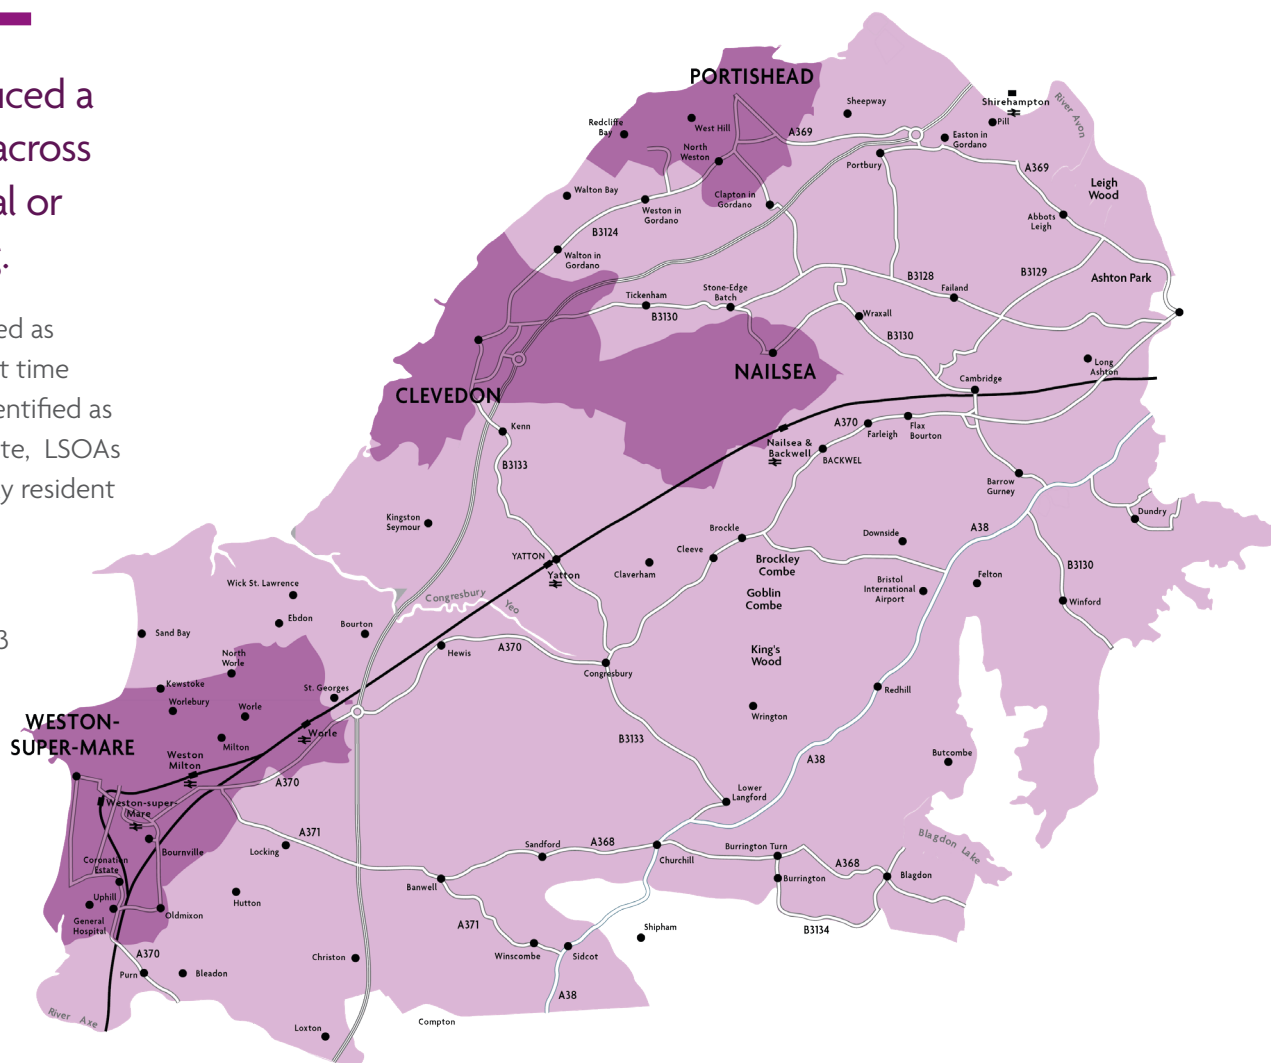 uced a
across
al or
ed as
t time
entified as
te, LSOAs
y resident
3
PORTISHEAD
Sheepway
Shirehampton
River Avon
Redcliffe
Bay
West Hill
Pill
A369
Easton in
Gordano
North
Weston
Portbury
A369
Leigh
Wood
Walton Bay
Clapton in
Gordano
Weston in
Gordano
Abbots
Leigh
B3124
Walton in
Gordano
B3128
B3129
Ashton Park
Stone-Edge
Batch
Tickenham
Failand
B3130
Wraxall
B3130
Long
Ashton
NAILSEA
Cambridge
CLEVEDON
Kenn
A370
Farleigh
Flax
Bourton
Nailsea &
Backwell
BACKWEL
B3133
Barrow
Gurney
Dundry
Kingston
Seymour
A38
Brockle
Downside
Cleeve
YATTON
Yatton
Brockley
Combe
B3130
Claverham
Felton
Wick St. Lawrence
Bristol
International
Airport
Goblin
Combe
Congresbury
Yeo
Winford
Ebdon
Bourton
Sand Bay
A370
Hewis
King's
Wood
North
Worle
Congresbury
Kewstoke
St. Georges
Redhill
Worlebury
Worle
Wrington
WESTON-
SUPER-MARE
Worle
Milton
B3133
Weston
Milton
Butcombe
A38
A370
Lower
Langford
Weston-super-
Mare
A371
Blagdon Lake
Sandford
A368
Burrington Turn
Bournville
Locking
Coronation
Estate
Churchill
A368
Blagdon
Banwell
Burrington
Uphill
Hutton
General
Hospital
Oldmixon
A371
Shipham
B3134
A370
Christon
Winscombe
Sidcot
Purn
Bleadon
A38
River Axe
Compton
Loxton